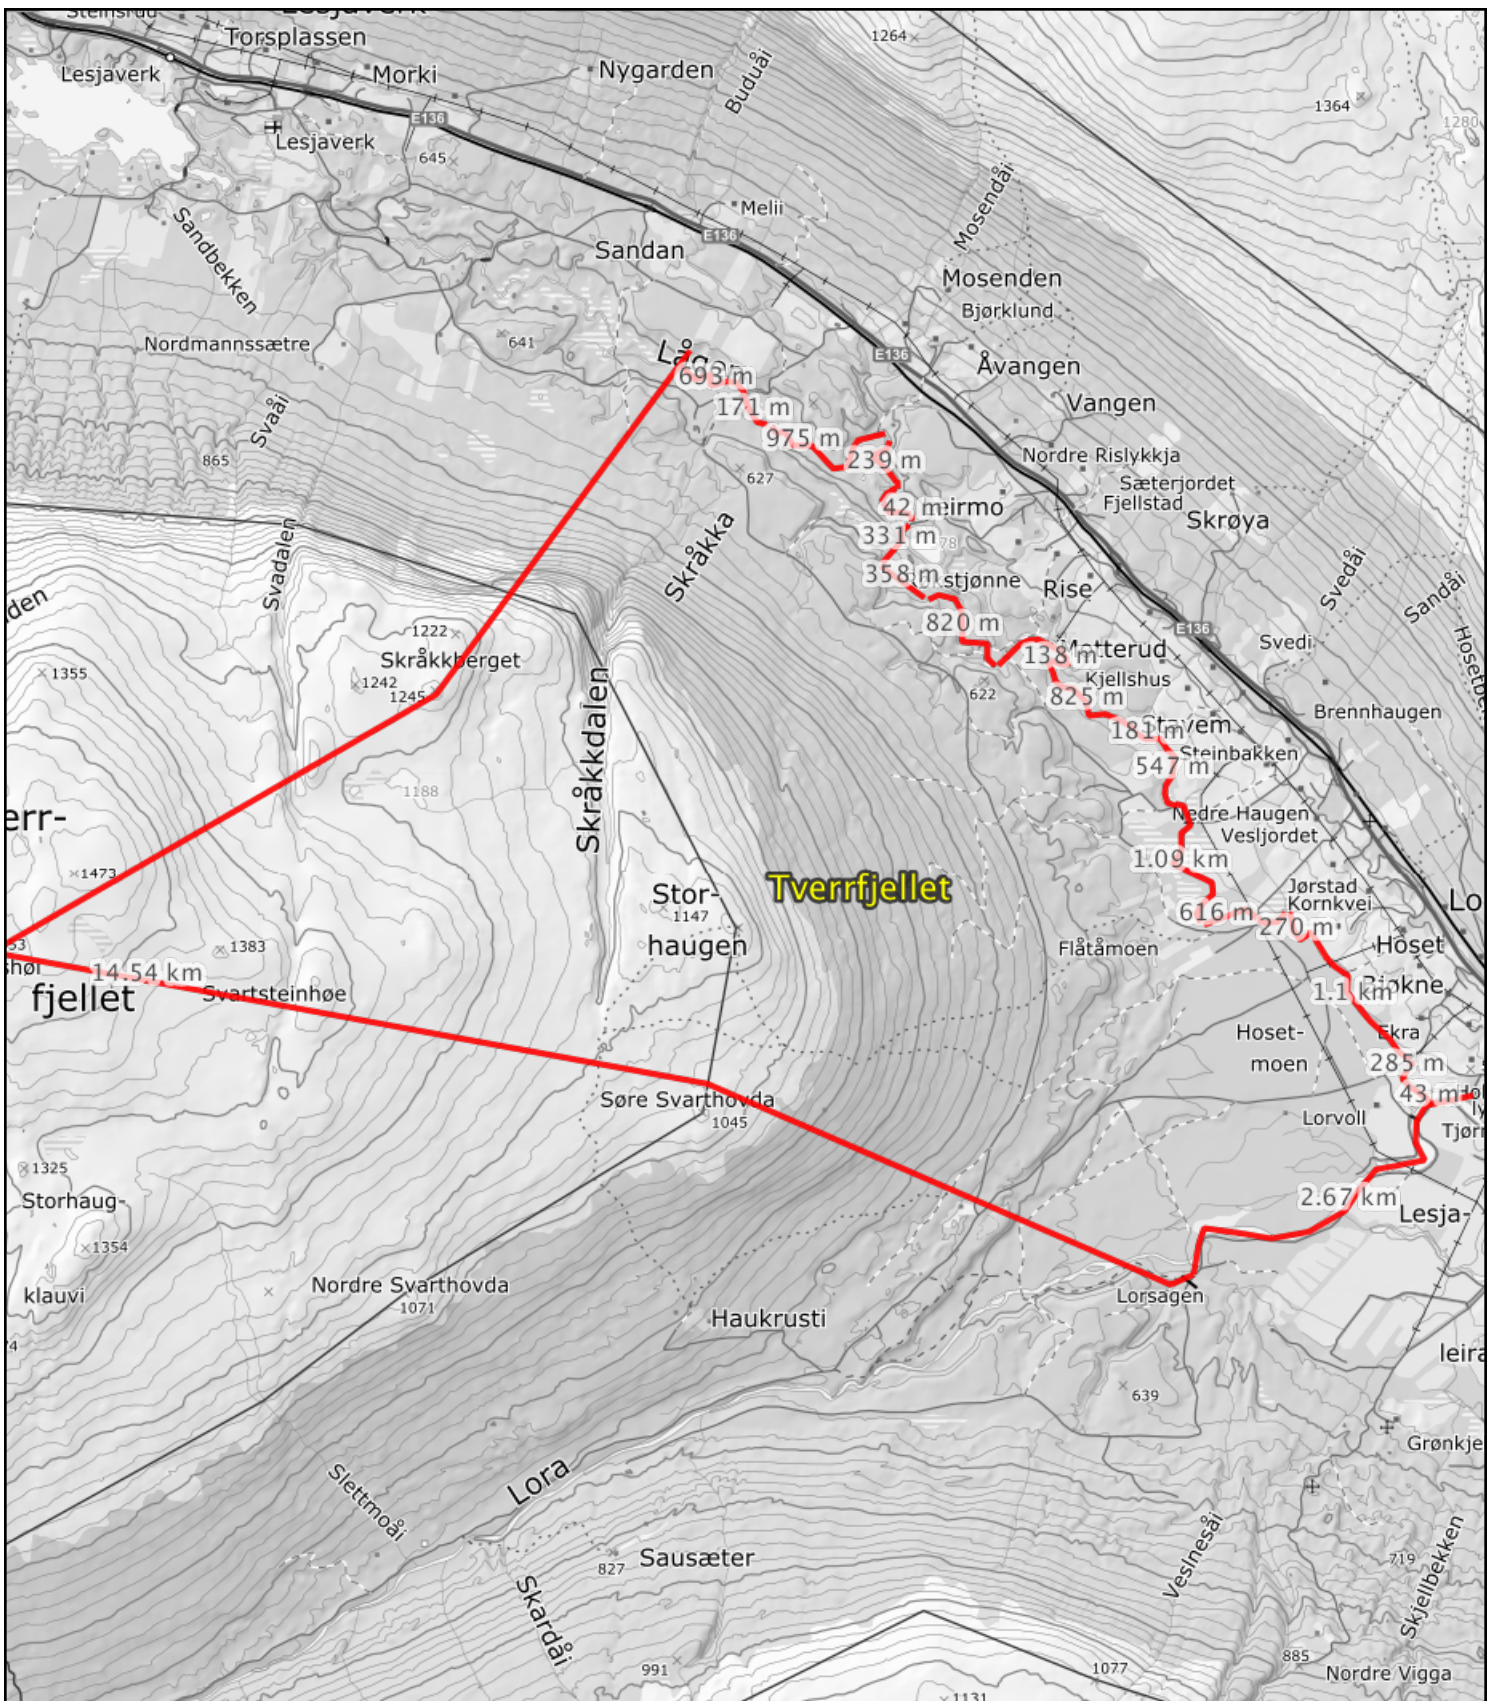 Lesjaverk
Torsplassen
1264
Lesjaverk
Morki
Nygarden
Buduåi
1364
1280
E136
Lesjaverk
645
Mosendåi
Melii
Sandbekken
E136
Sandan
Mosenden
Bjørklund
641
Nordmannssætre
E136
Åvangen
693 m
171 m
Vangen
Svaåi
975 m
239 m
865
Nordre Rislykkja
627
Sæterjordet
Fjellstad
42 m
Skrøya
331 m
Skråkka
Svadalen
358 m
Svedåi
Sandåi
Rise
820 m
E136
1222
Svedi
Skråkkberget
138 m
1355
1242
1245
Kjellshus
622
825 m
Brennhaugen
181 m
Stavem
Steinbakken
547 m
Skråkkdalen
1188
Nedre Haugen
Vesljordet
1.09 km
1473
Tverrfjellet
Jørstad
Kornkvei
Stor-
1147
haugen
616 m
270 m
1383
Flåtåmoen
Høset
14.54 km
fjellet
Svartsteinhøe
1.1 km
Hoset-
moen
Ekra
285 m
43 m
Søre Svarthovda
1045
Lorvoll
1325
Storhaug-
2.67 km
Lesja-
1354
klauvi
Nordre Svarthovda
1071
Lorsagen
Haukrusti
639
Grønkje
Lora
Slettmoåi
Veslnesåi
Skjellbekken
Sausæter
827
719
Skardåi
991
1077
885
Nordre Vigga
1131